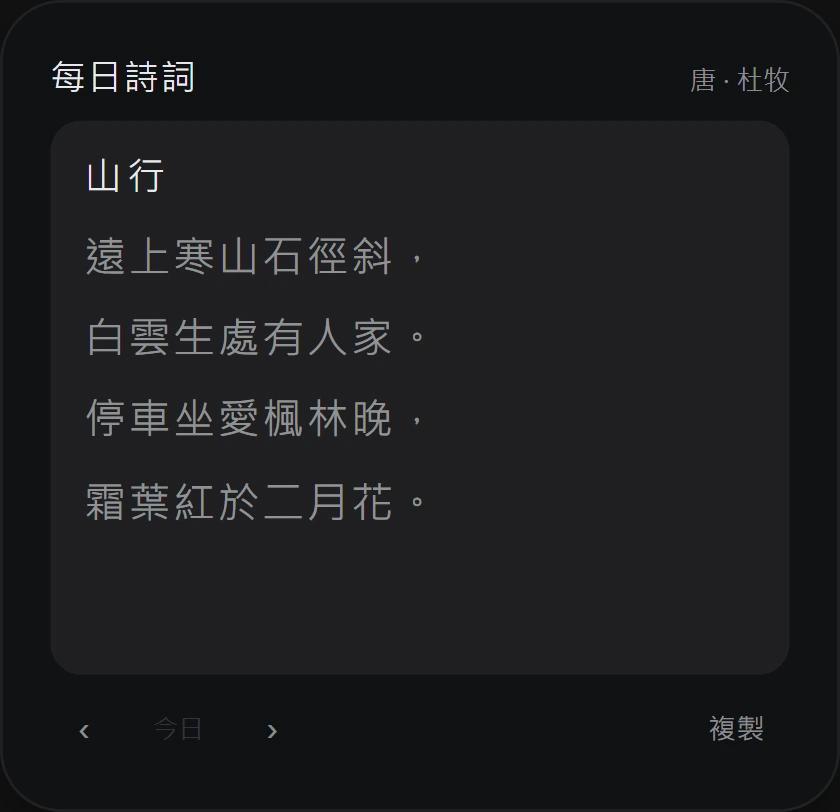 每日詩詞
唐·杜牧
山行
遠上寒山石徑斜，
白雲生處有人家。
停車坐愛楓林晚，
霜葉紅於二月花。
‹ 今日 › 複製